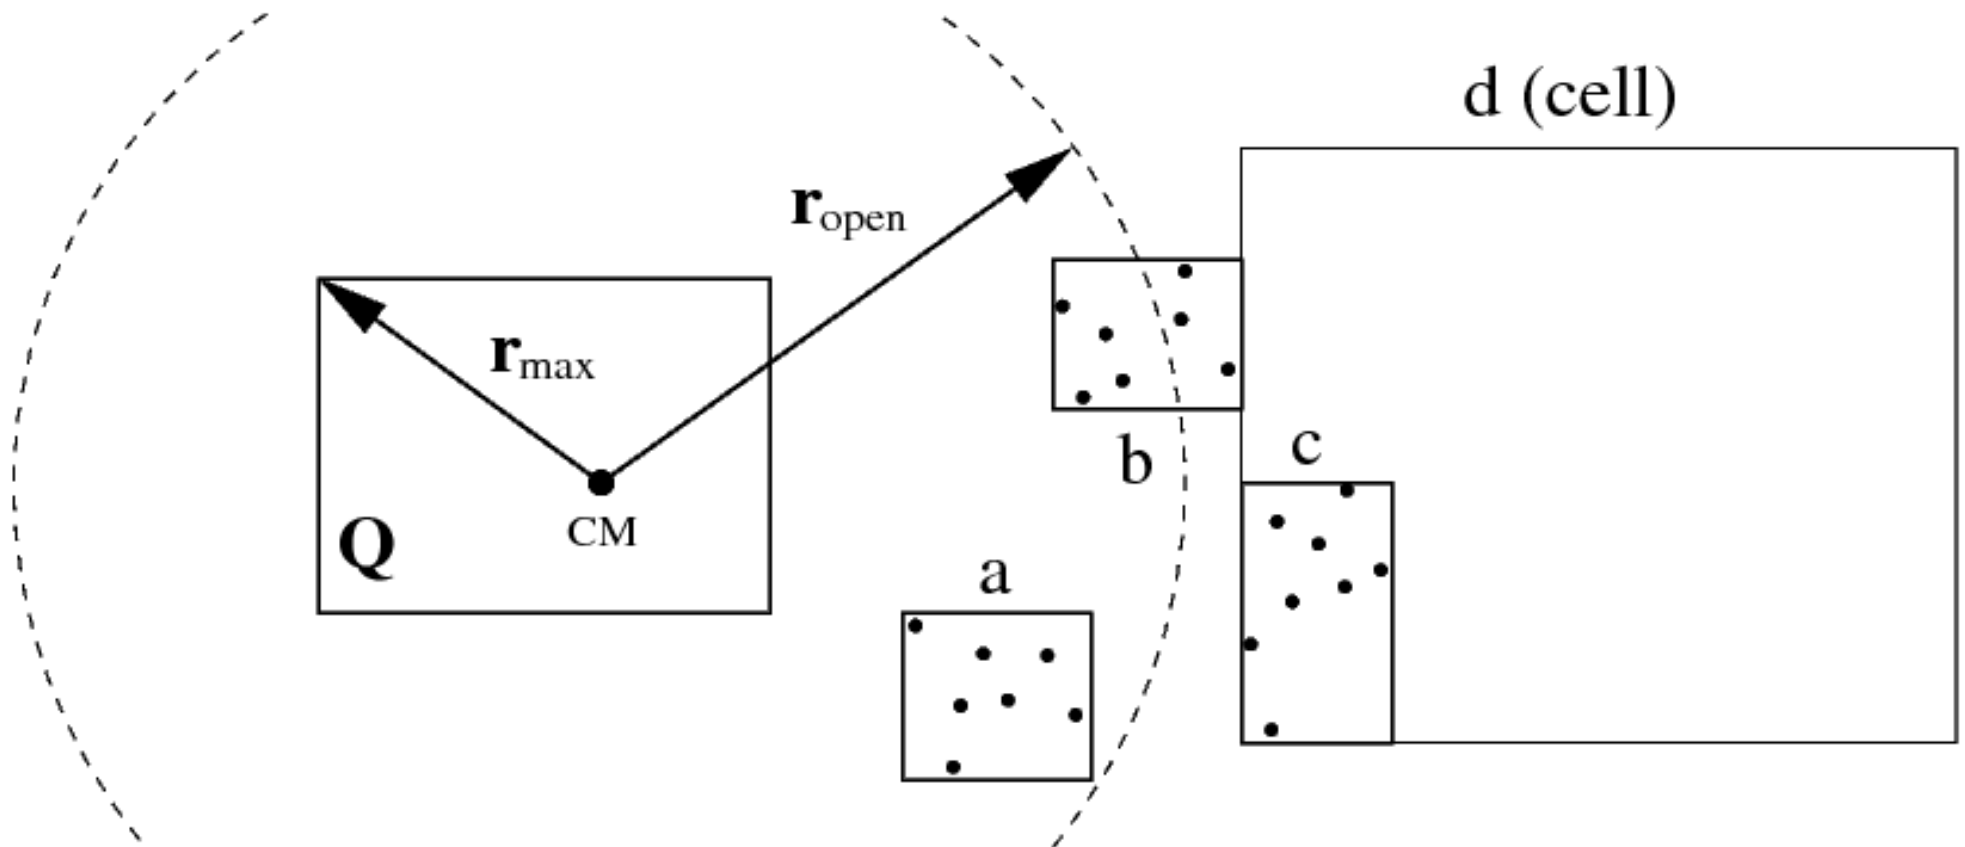 d (cell)
r_open
r_max
b
c
CM
Q
a